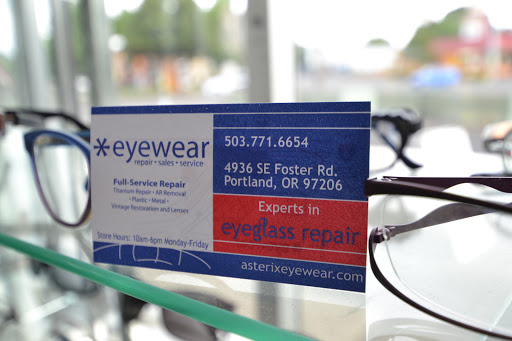 *eyewear
repair • sales • service
Full-Service Repair
Titanium Repair • AR Removal
• Plastic • Metal •
Vintage Restoration and Lenses
Store Hours: 10am-6pm Monday-Friday
503.771.6654
4936 SE Foster Rd.
Portland, OR 97206
Experts in
eyeglass repair
asterixeyewear.com